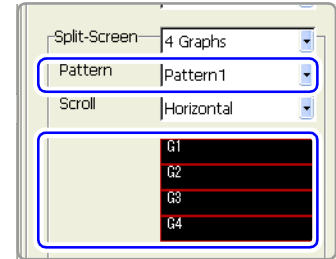 Split-Screen 4 Graphs
Pattern Pattern1
Scroll Horizontal
G1
G2
G3
G4